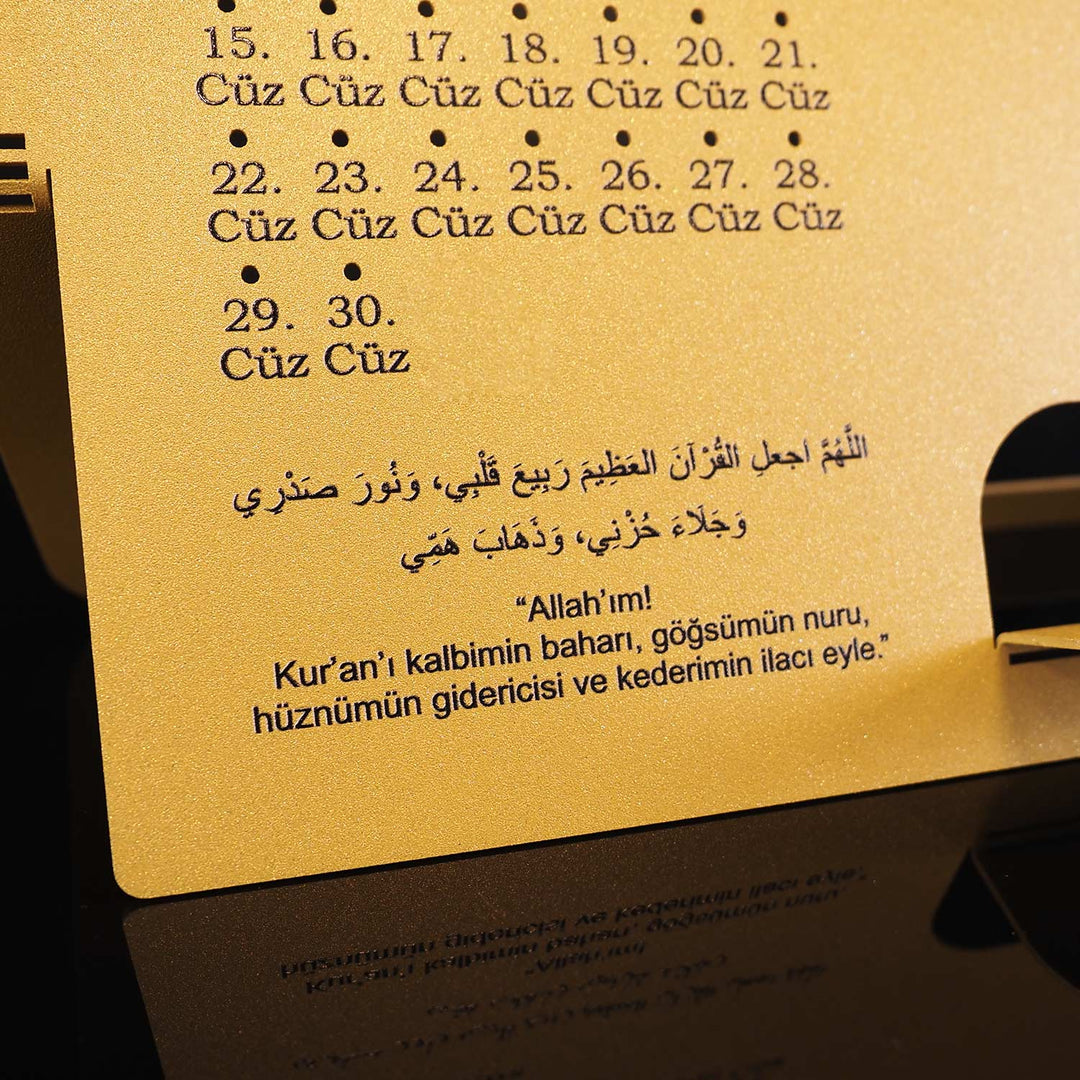 15. 16. 17. 18. 19. 20. 21.
Cüz Cüz Cüz Cüz Cüz Cüz Cüz
22. 23. 24. 25. 26. 27. 28.
Cüz Cüz Cüz Cüz Cüz Cüz Cüz
29. 30.
Cüz Cüz
اللَّهُمَّ اجعلِ القُرْآنَ العَظِيمَ رَبِيعَ قَلْبِي، وَنُورَ صَدْرِي
وَجَلَاءَ حُزْنِي، وَذَهَابَ هَمِّي
“Allah’ım!
Kur’an’ı kalbimin baharı, göğsümün nuru,
hüznümün gidericisi ve kederimin ilacı eyle.”